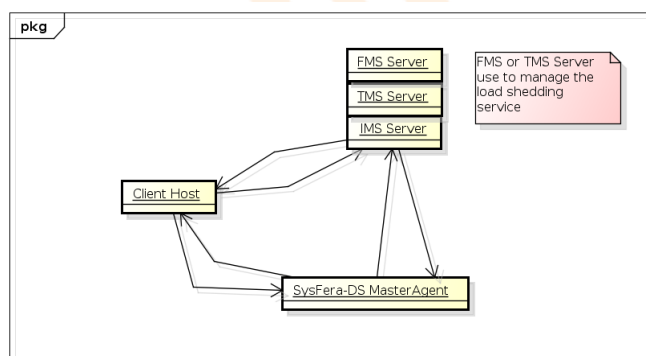 pkg
FMS Server
TMS Server
IMS Server
FMS or TMS Server
use to manage the
load shedding
service
Client Host
SysFera-DS MasterAgent